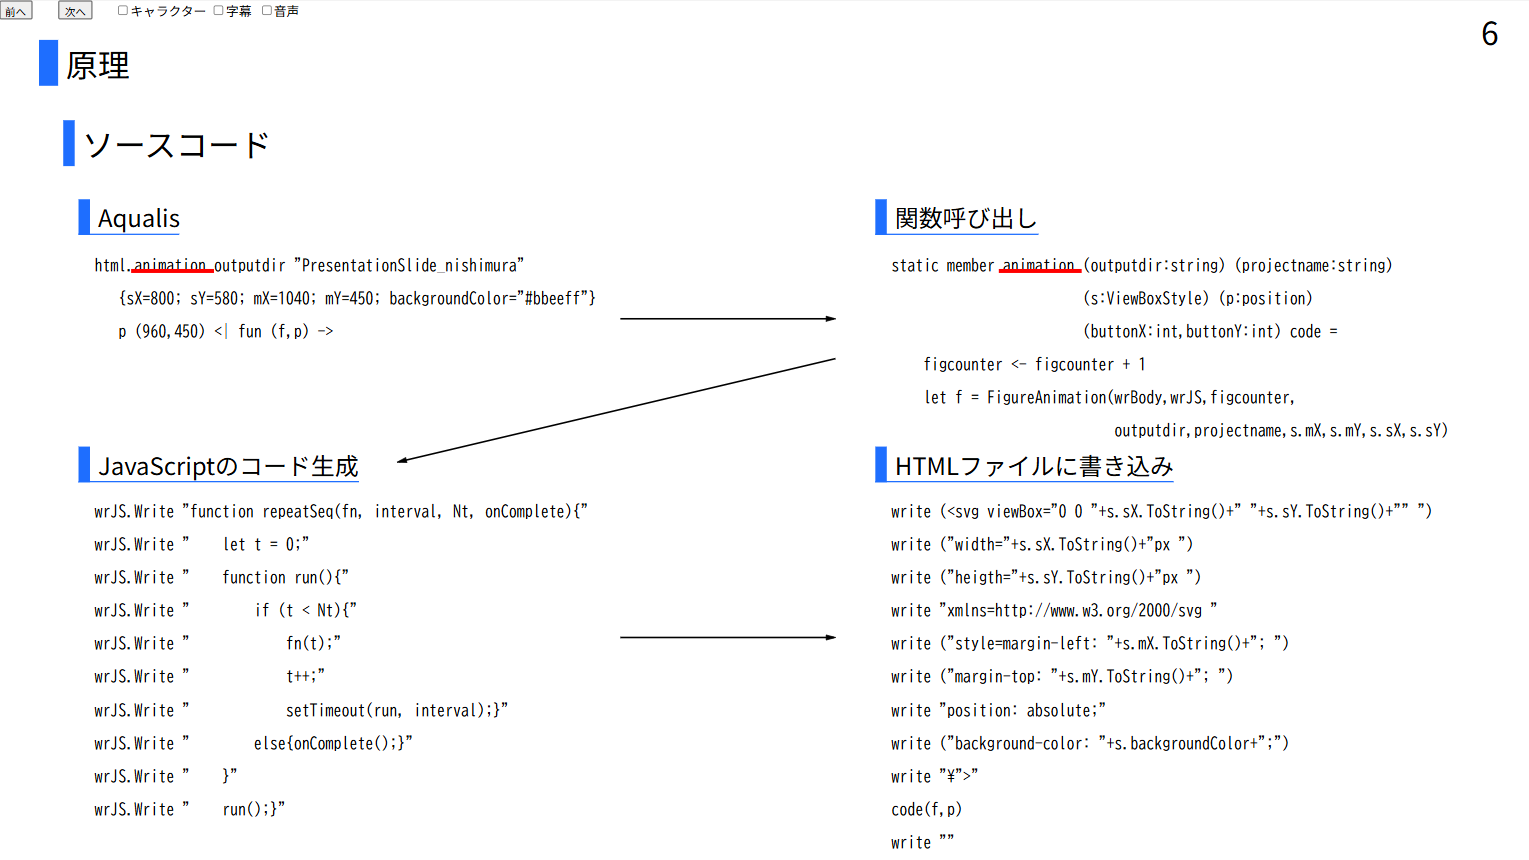 前へ 次へ キャラクター 字幕 音声
6
原理
ソースコード
Aqualis
html.animation outputdir ”PresentationSlide_nishimura”
{sX=800; sY=580; mX=1040; mY=450; backgroundColor=”#bbeeff”}
p (960,450) <| fun (f,p) ->
関数呼び出し
static member animation (outputdir:string) (projectname:string)
(s:ViewBoxStyle) (p:position)
(buttonX:int,buttonY:int) code =
figcounter <- figcounter + 1
let f = FigureAnimation(wrBody,wrJS,figcounter,
outputdir,projectname,s.mX,s.mY,s.sX,s.sY)
JavaScriptのコード生成
wrJS.Write ”function repeatSeq(fn, interval, Nt, onComplete){”
wrJS.Write ”    let t = 0;”
wrJS.Write ”    function run(){”
wrJS.Write ”        if (t < Nt){”
wrJS.Write ”            fn(t);”
wrJS.Write ”            t++;”
wrJS.Write ”            setTimeout(run, interval);}”
wrJS.Write ”        else{onComplete();}”
wrJS.Write ”    }”
wrJS.Write ”    run();}”
HTMLファイルに書き込み
write (<svg viewBox=”0 0 ”+s.sX.ToString()+” ”+s.sY.ToString()+”” ”)
write (”width=”+s.sX.ToString()+”px ”)
write (”heigth=”+s.sY.ToString()+”px ”)
write ”xmlns=http://www.w3.org/2000/svg ”
write (”style=margin-left: ”+s.mX.ToString()+”; ”)
write (”margin-top: ”+s.mY.ToString()+”; ”)
write ”position: absolute;”
write (”background-color: ”+s.backgroundColor+”;”)
write ”¥”>”
code(f,p)
write ””